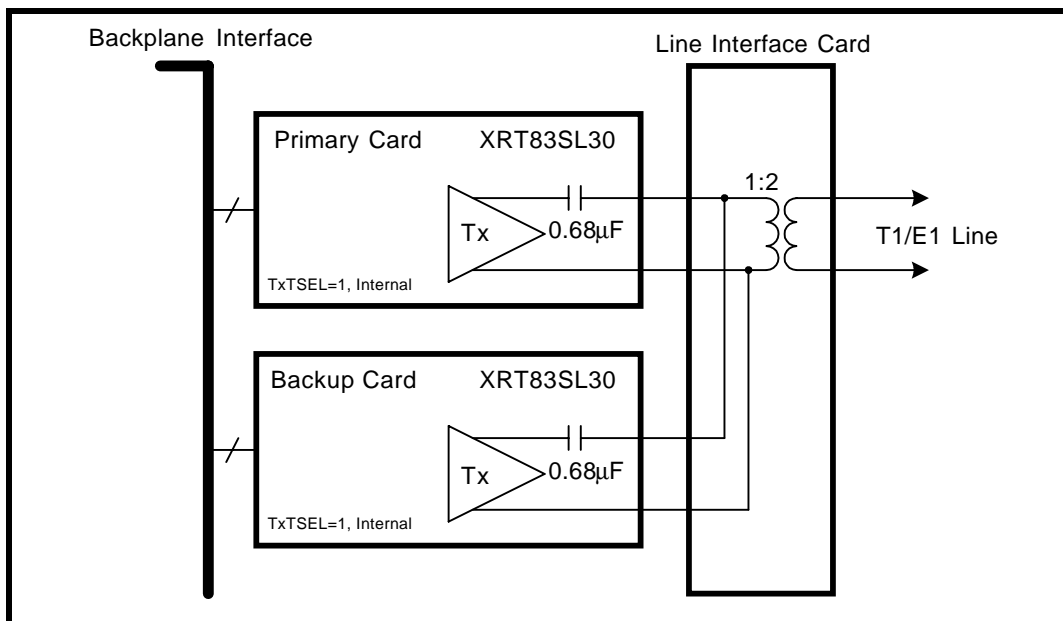 Backplane Interface
Line Interface Card
Primary Card XRT83SL30
1:2
Tx
0.68µF
T1/E1 Line
TxTSEL=1, Internal
Backup Card XRT83SL30
Tx
0.68µF
TxTSEL=1, Internal